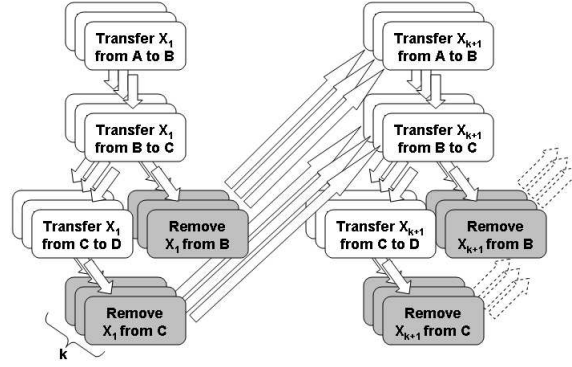 Transfer X1
from A to B
Transfer X1
from B to C
Transfer X1
from C to D
Remove
X1 from B
Remove
X1 from C
k
Transfer Xk+1
from A to B
Transfer Xk+1
from B to C
Transfer Xk+1
from C to D
Remove
Xk+1 from B
Remove
Xk+1 from C